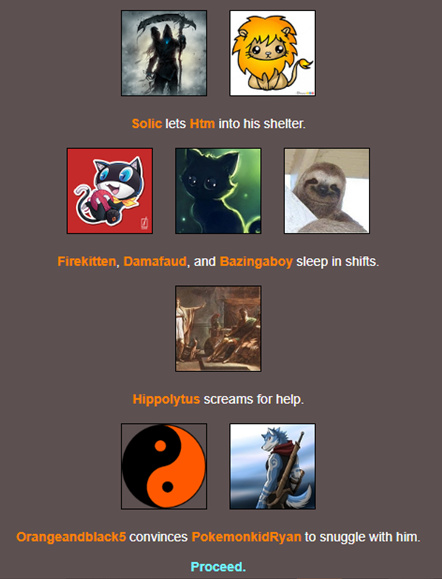 Solic lets Htm into his shelter.
Firekitten, Damafaud, and Bazingaboy sleep in shifts.
Hippolytus screams for help.
Orangeandblack5 convinces PokemonkidRyan to snuggle with him.
Proceed.